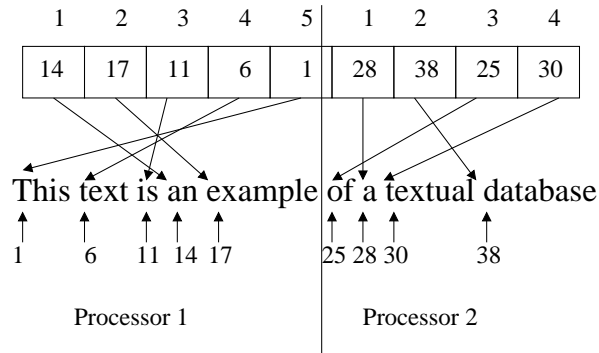 1 2 3 4 5 1 2 3 4
14 17 11 6 1 28 38 25 30
This text is an example of a textual database
1 6 11 14 17 25 28 30 38
Processor 1 Processor 2